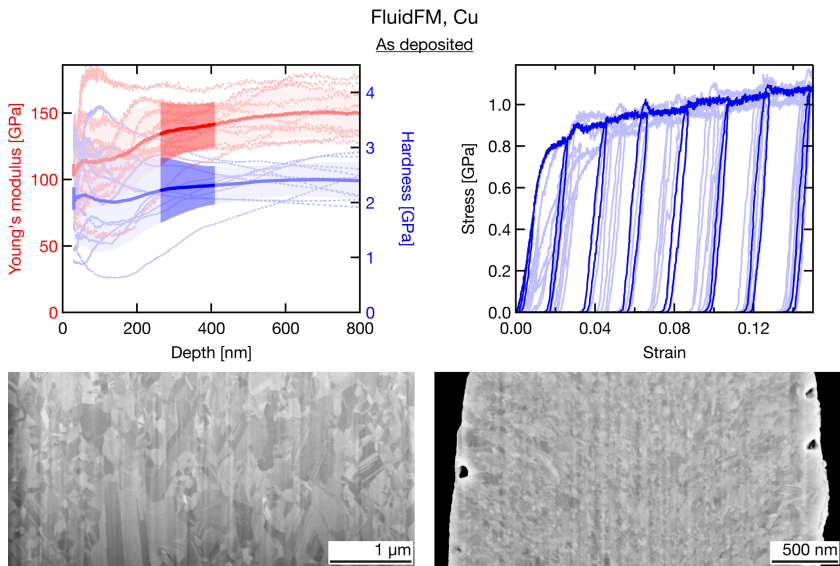 FluidFM, Cu
As deposited
Young's modulus [GPa]
150
100
50
0
4
3
2
1
0
Hardness [GPa]
0 200 400 600 800
Depth [nm]
Stress [GPa]
1.0
0.8
0.6
0.4
0.2
0.0
0.00 0.04 0.08 0.12
Strain
1 µm
500 nm